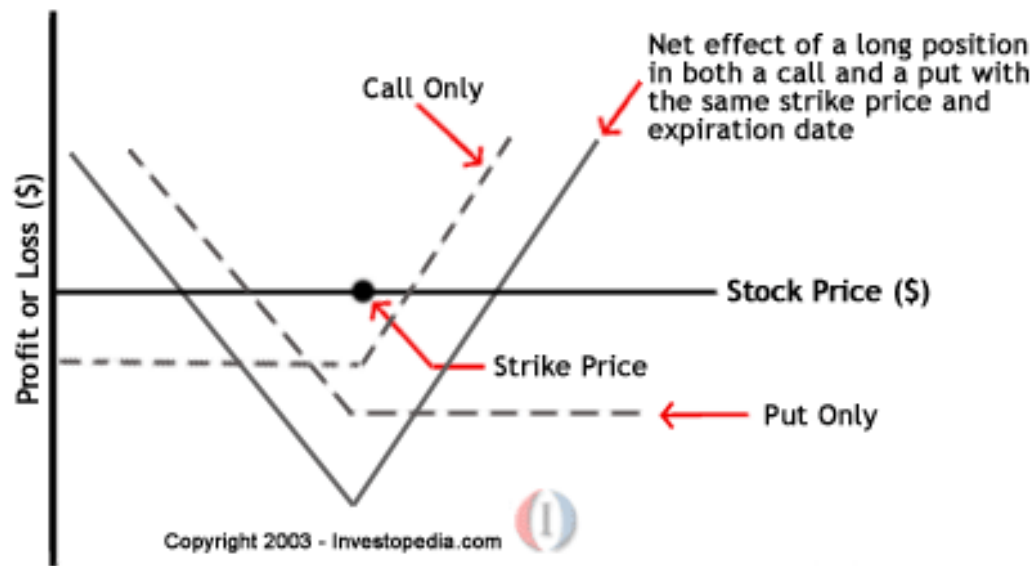 Net effect of a long position
in both a call and a put with
the same strike price and
expiration date
Call Only
Profit or Loss ($)
Stock Price ($)
Strike Price
Put Only
Copyright 2003 - Investopedia.com
I